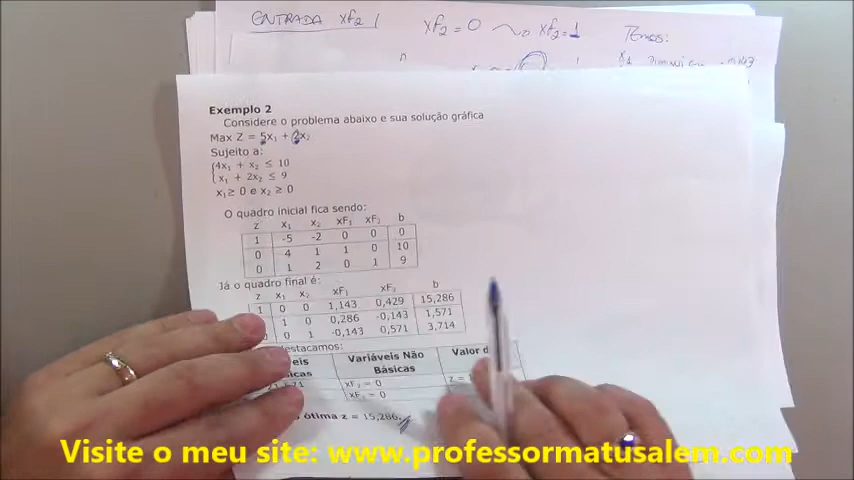 ENTRADA xf2 1
xf2 = 0 xf2 = 1
Temos:
Exemplo 2
Considere o problema abaixo e sua solução gráfica
Max Z = 5x1 + 2x2
Sujeito a:
4x1 + x2 ≤ 10
x1 + 2x2 ≤ 9
x1 ≥ 0 e x2 ≥ 0
O quadro inicial fica sendo:
z x1 x2 xF1 xF2 b
1 -5 -2 0 0 0
0 4 1 1 0 10
0 1 2 0 1 9
Já o quadro final é:
z x1 x2 xF1 xF2 b
1 0 0 1,143 0,429 15,286
1 0 0,286 -0,143 1,571
0 1 -0,143 0,571 3,714
destacamos:
Variáveis Não Básicas
Valor
xF1 = 0
z = 1
xF2 = 0
ótima z = 15,286.
Visite o meu site: www.professormatusalem.com